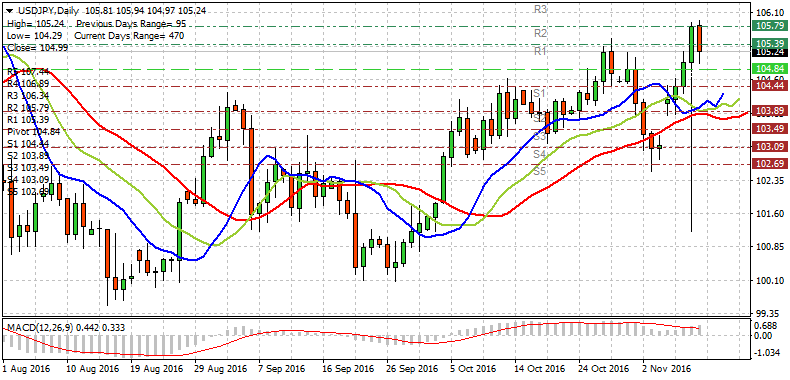 USDJPY,Daily 105.81 105.94 104.97 105.24
High= 105.24 Previous Days Range= 95
Low= 104.29 Current Days Range= 470
Close= 104.99
R5 107.44
R4 106.89
R3 106.34
R2 105.79
R1 105.39
Pivot 104.84
S1 104.44
S2 103.89
S3 103.49
S4 103.09
S5 102.69
R3
R2
R1
S1
S2
S3
S4
S5
106.10
105.79
105.39
105.24
104.84
104.60
104.44
103.89
103.49
103.09
102.69
102.35
101.60
100.85
100.10
99.35
MACD(12,26,9) 0.442 0.333
0.688
0.00
-1.034
1 Aug 2016
10 Aug 2016
19 Aug 2016
29 Aug 2016
7 Sep 2016
16 Sep 2016
26 Sep 2016
5 Oct 2016
14 Oct 2016
24 Oct 2016
2 Nov 2016